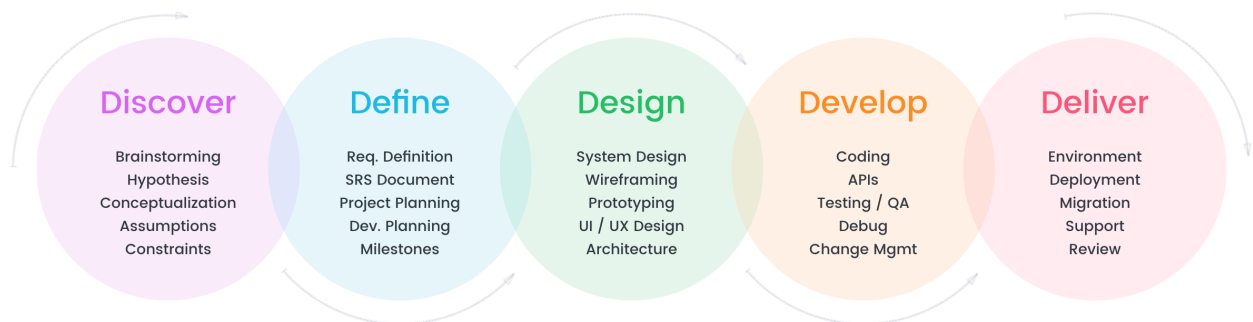 Discover
Brainstorming
Hypothesis
Conceptualization
Assumptions
Constraints
Define
Req. Definition
SRS Document
Project Planning
Dev. Planning
Milestones
Design
System Design
Wireframing
Prototyping
UI / UX Design
Architecture
Develop
Coding
APIs
Testing / QA
Debug
Change Mgmt
Deliver
Environment
Deployment
Migration
Support
Review